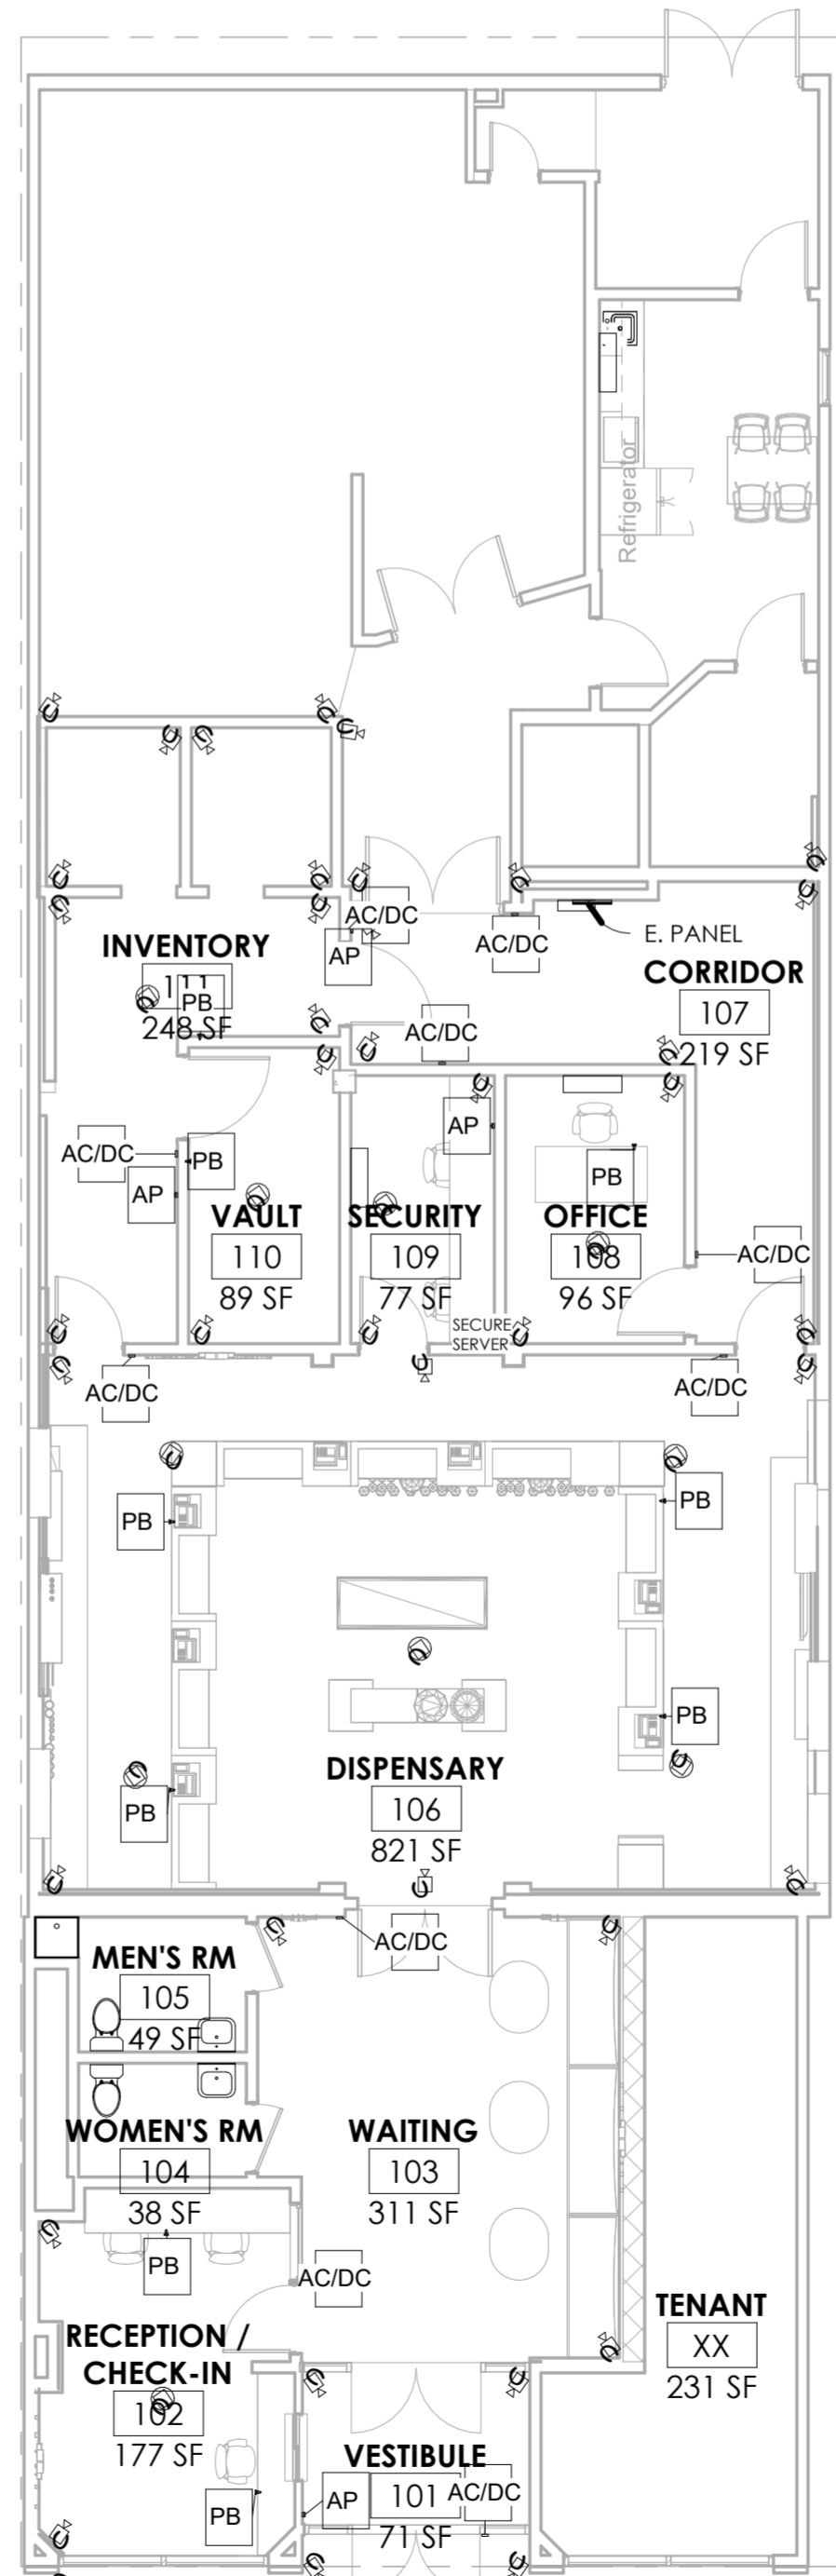 Refrigerator
E. PANEL
AC/DC
AP
AC/DC
INVENTORY
111
PB
248 SF
CORRIDOR
107
219 SF
AC/DC
AP
AC/DC
PB
AP
PB
VAULT
110
89 SF
SECURITY
109
77 SF
OFFICE
108
96 SF
AC/DC
SECURE
SERVER
AC/DC
AC/DC
PB
PB
PB
DISPENSARY
106
821 SF
PB
AC/DC
MEN'S RM
105
49 SF
WOMEN'S RM
104
38 SF
WAITING
103
311 SF
PB
AC/DC
RECEPTION /
CHECK-IN
102
177 SF
TENANT
XX
231 SF
VESTIBULE
101
71 SF
AP
AC/DC
PB